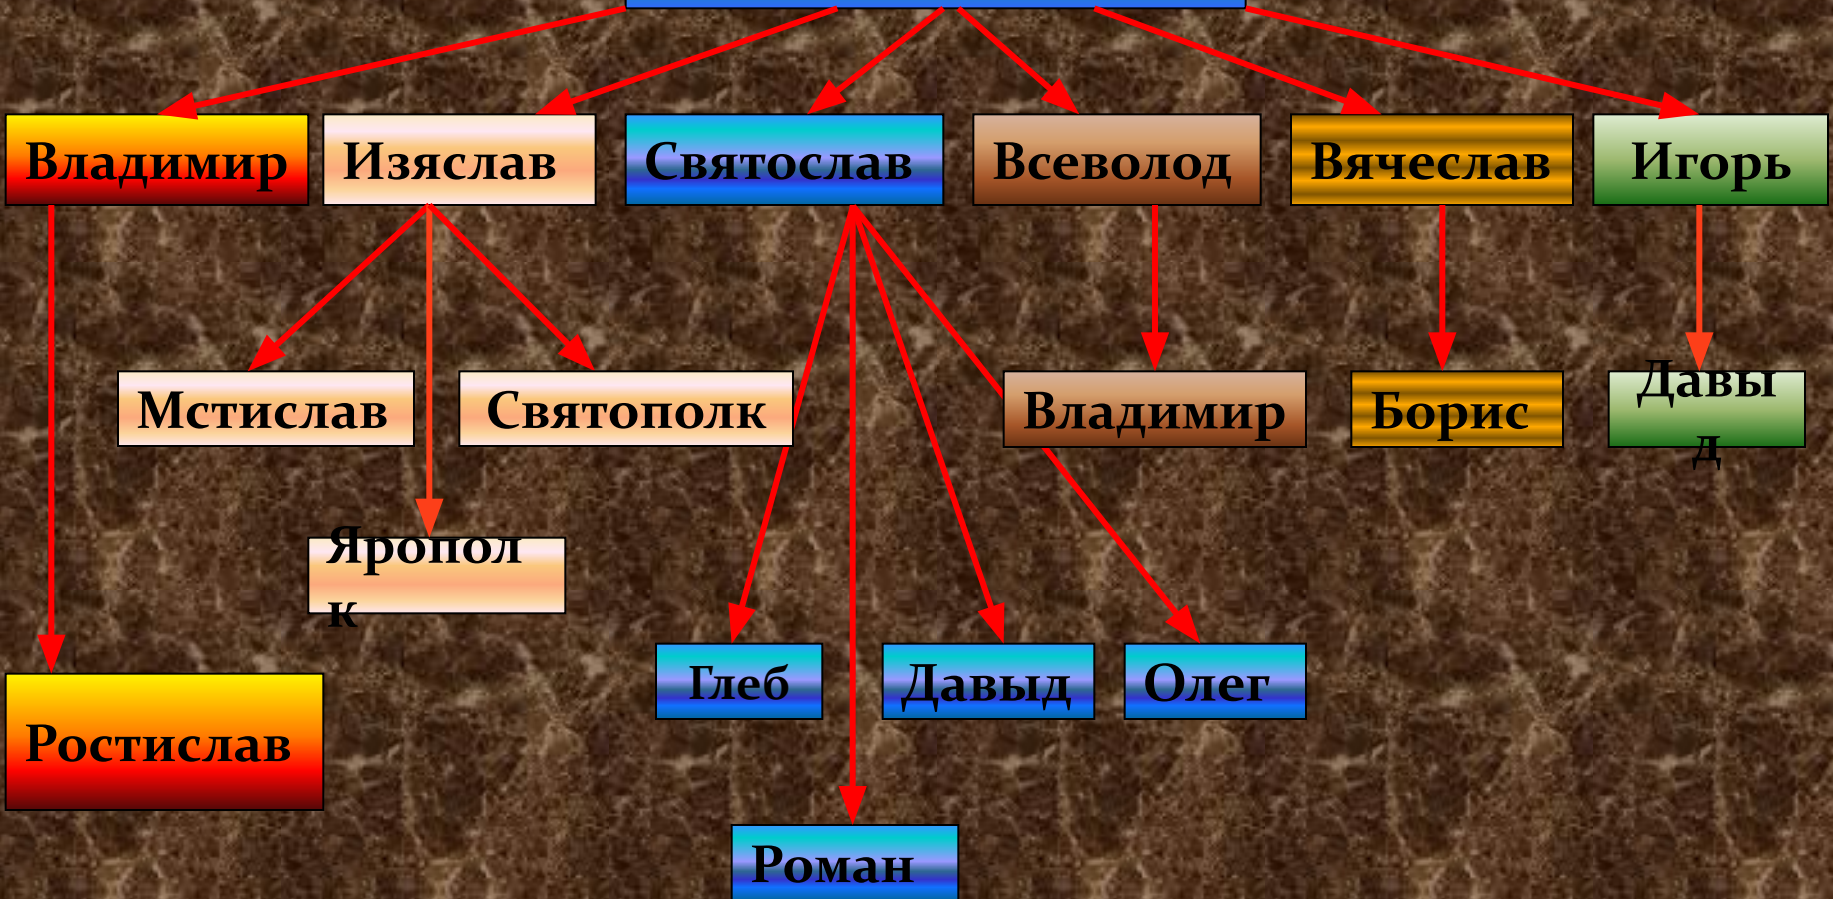 Владимир
Изяслав
Святослав
Всеволод
Вячеслав
Игорь
Мстислав
Святополк
Владимир
Борис
Давы
д
Яропол
к
Глеб
Давыд
Олег
Ростислав
Роман